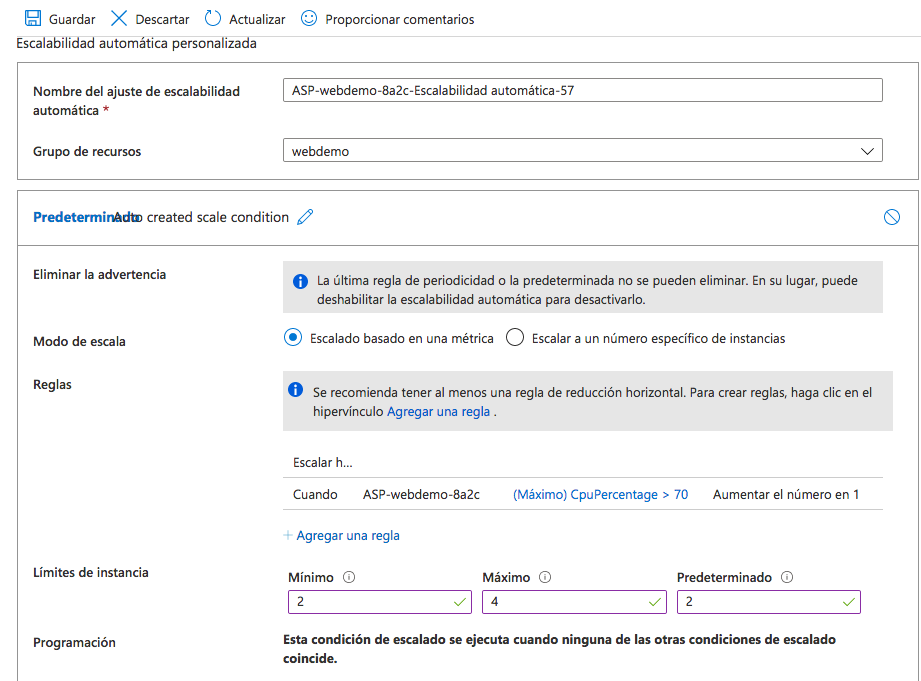 Guardar Descartar Actualizar Proporcionar comentarios
Escalabilidad automática personalizada
Nombre del ajuste de escalabilidad
automática *
ASP-webdemo-8a2c-Escalabilidad automática-57
Grupo de recursos
webdemo
Predeterminado Auto created scale condition
Eliminar la advertencia
La última regla de periodicidad o la predeterminada no se pueden eliminar. En su lugar, puede
deshabilitar la escalabilidad automática para desactivarlo.
Modo de escala
Escalado basado en una métrica
Escalar a un número específico de instancias
Reglas
Se recomienda tener al menos una regla de reducción horizontal. Para crear reglas, haga clic en el
hipervínculo Agregar una regla .
Escalar h...
Cuando ASP-webdemo-8a2c (Máximo) CpuPercentage > 70 Aumentar el número en 1
+ Agregar una regla
Límites de instancia
Mínimo Máximo Predeterminado
2 4 2
Programación
Esta condición de escalado se ejecuta cuando ninguna de las otras condiciones de escalado
coincide.